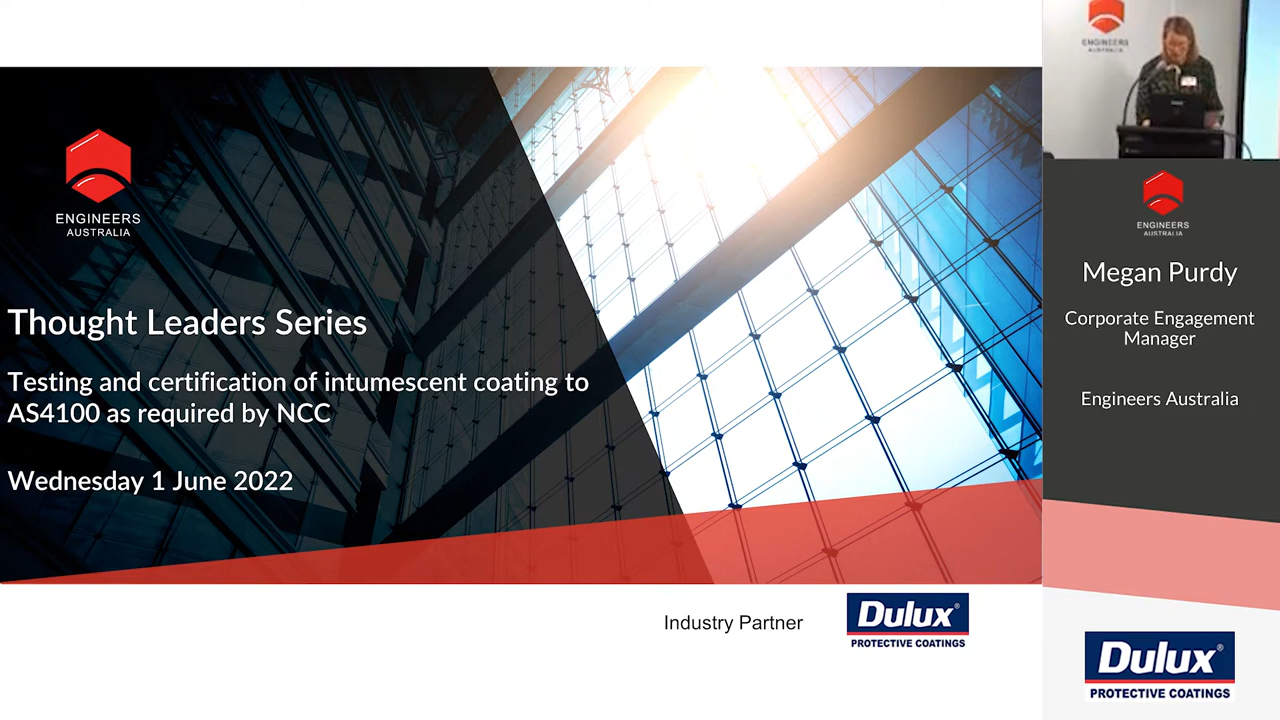 ENGINEERS
AUSTRALIA
Thought Leaders Series
Testing and certification of intumescent coating to
AS4100 as required by NCC
Wednesday 1 June 2022
Industry Partner
Dulux®
PROTECTIVE COATINGS
ENGINEERS
AUSTRALIA
ENGINEERS
AUSTRALIA
Megan Purdy
Corporate Engagement
Manager
Engineers Australia
Dulux®
PROTECTIVE COATINGS